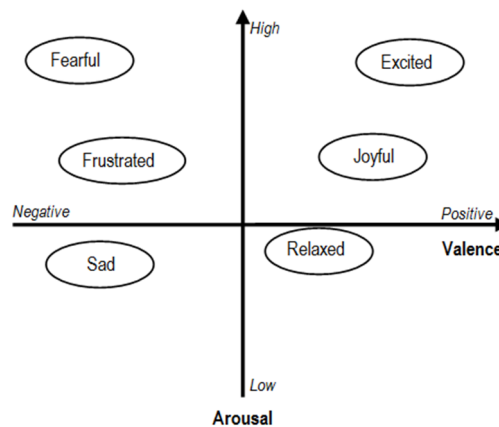 High
Fearful
Excited
Frustrated
Joyful
Negative
Positive
Sad
Relaxed
Valence
Low
Arousal